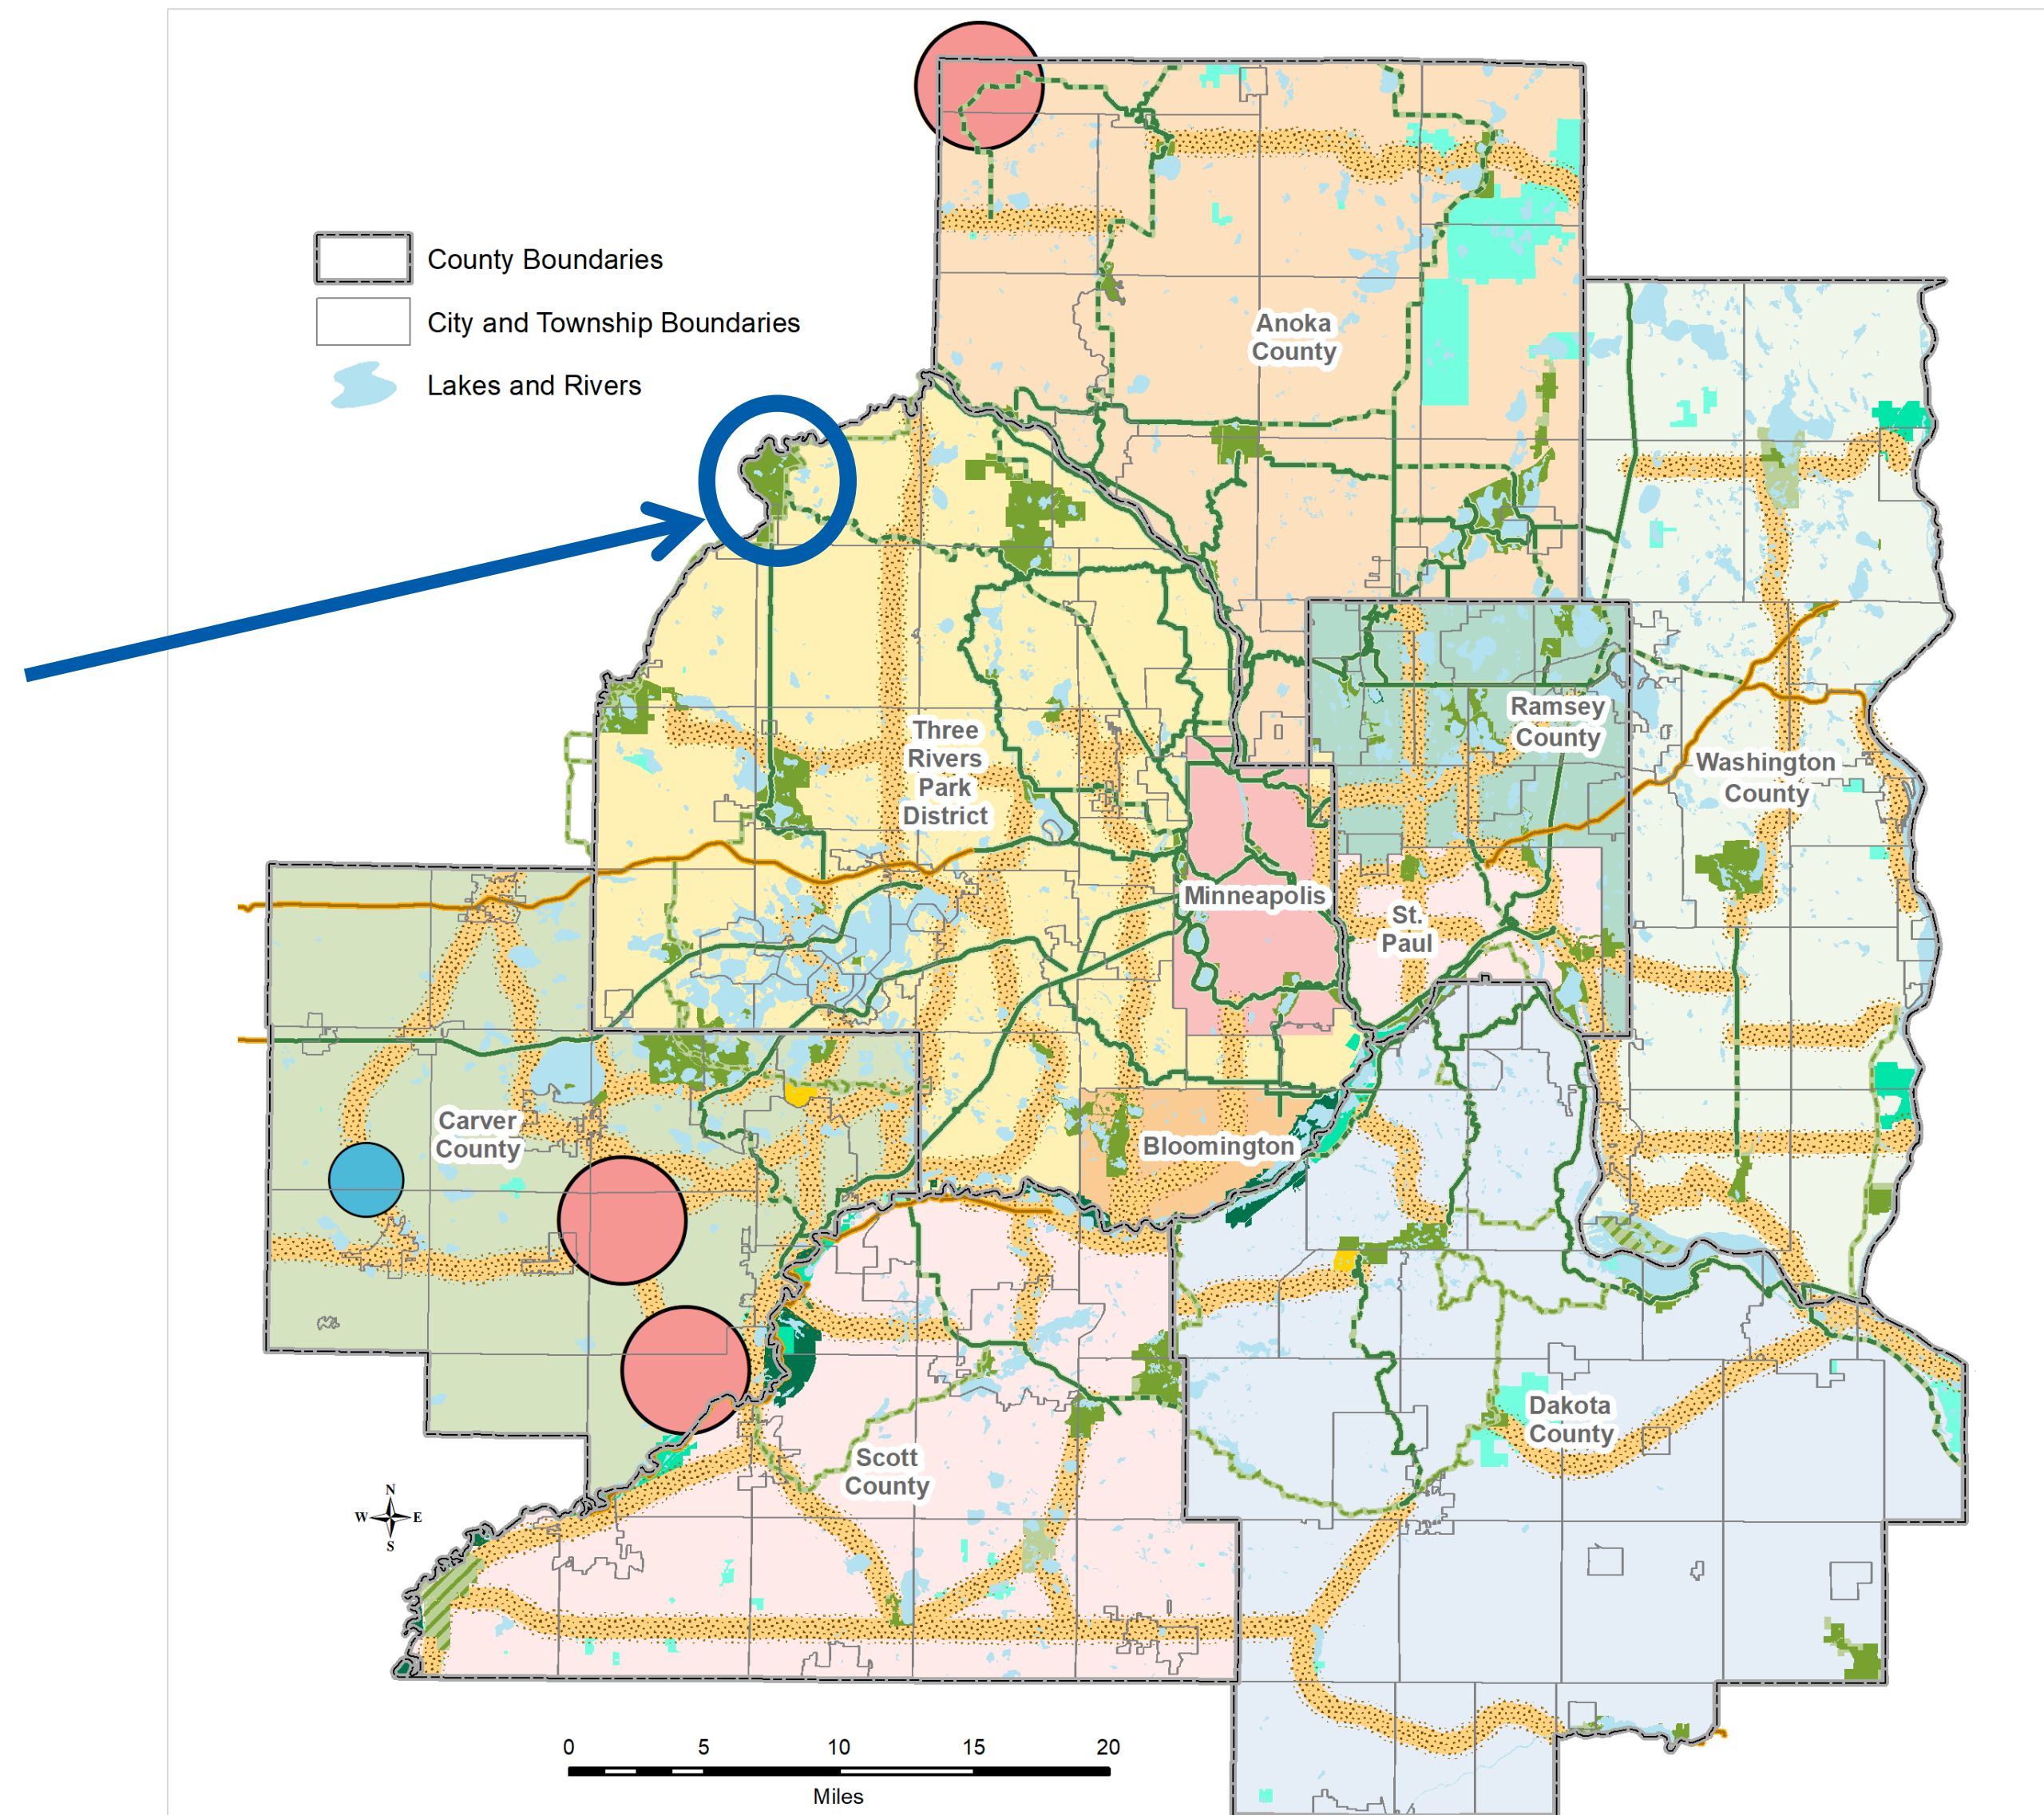 County Boundaries
City and Township Boundaries
Lakes and Rivers
Anoka
County
Three
Rivers
Park
District
Ramsey
County
Washington
County
Minneapolis
St.
Paul
Carver
County
Bloomington
Dakota
County
Scott
County
N
W E
S
0 5 10 15 20
Miles